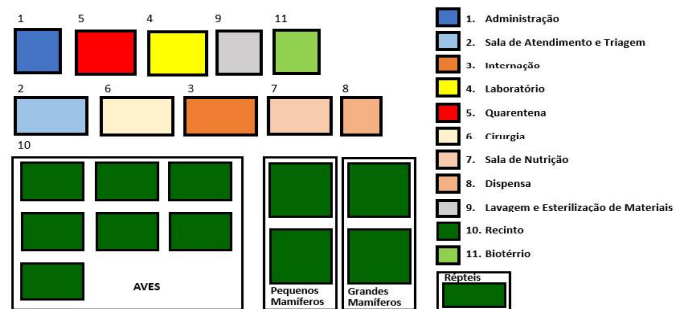 1 5 4 9 11
2 6 3 7 8
10
AVES
Pequenos
Mamíferos
Grandes
Mamíferos
1. Administração
2. Sala de Atendimento e Triagem
3. Internação
4. Laboratório
5. Quarentena
6. Cirurgia
7. Sala de Nutrição
8. Dispensa
9. Lavagem e Esterilização de Materiais
10. Recinto
11. Biotérrio
Répteis